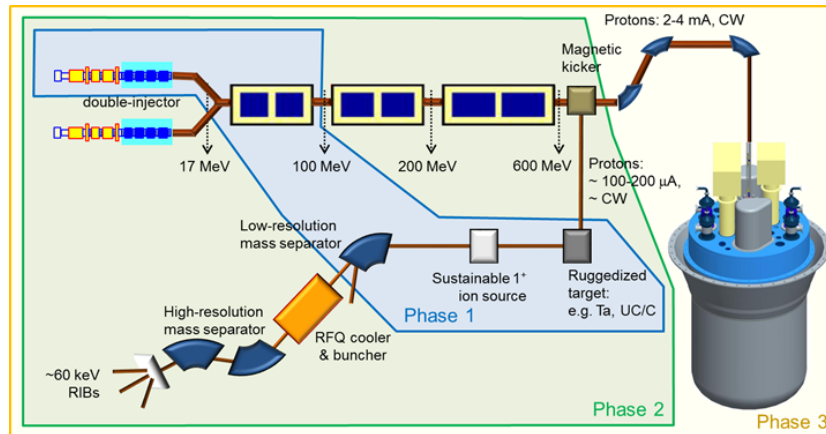 Protons: 2-4 mA, CW
Magnetic
kicker
double-injector
17 MeV
100 MeV
200 MeV
600 MeV
Protons:
~ 100-200 µA,
~ CW
Low-resolution
mass separator
Sustainable 1⁺
ion source
Ruggedized
target:
e.g. Ta, UC/C
High-resolution
mass separator
Phase 1
RFQ cooler
& buncher
~60 keV
RIBs
Phase 2
Phase 3